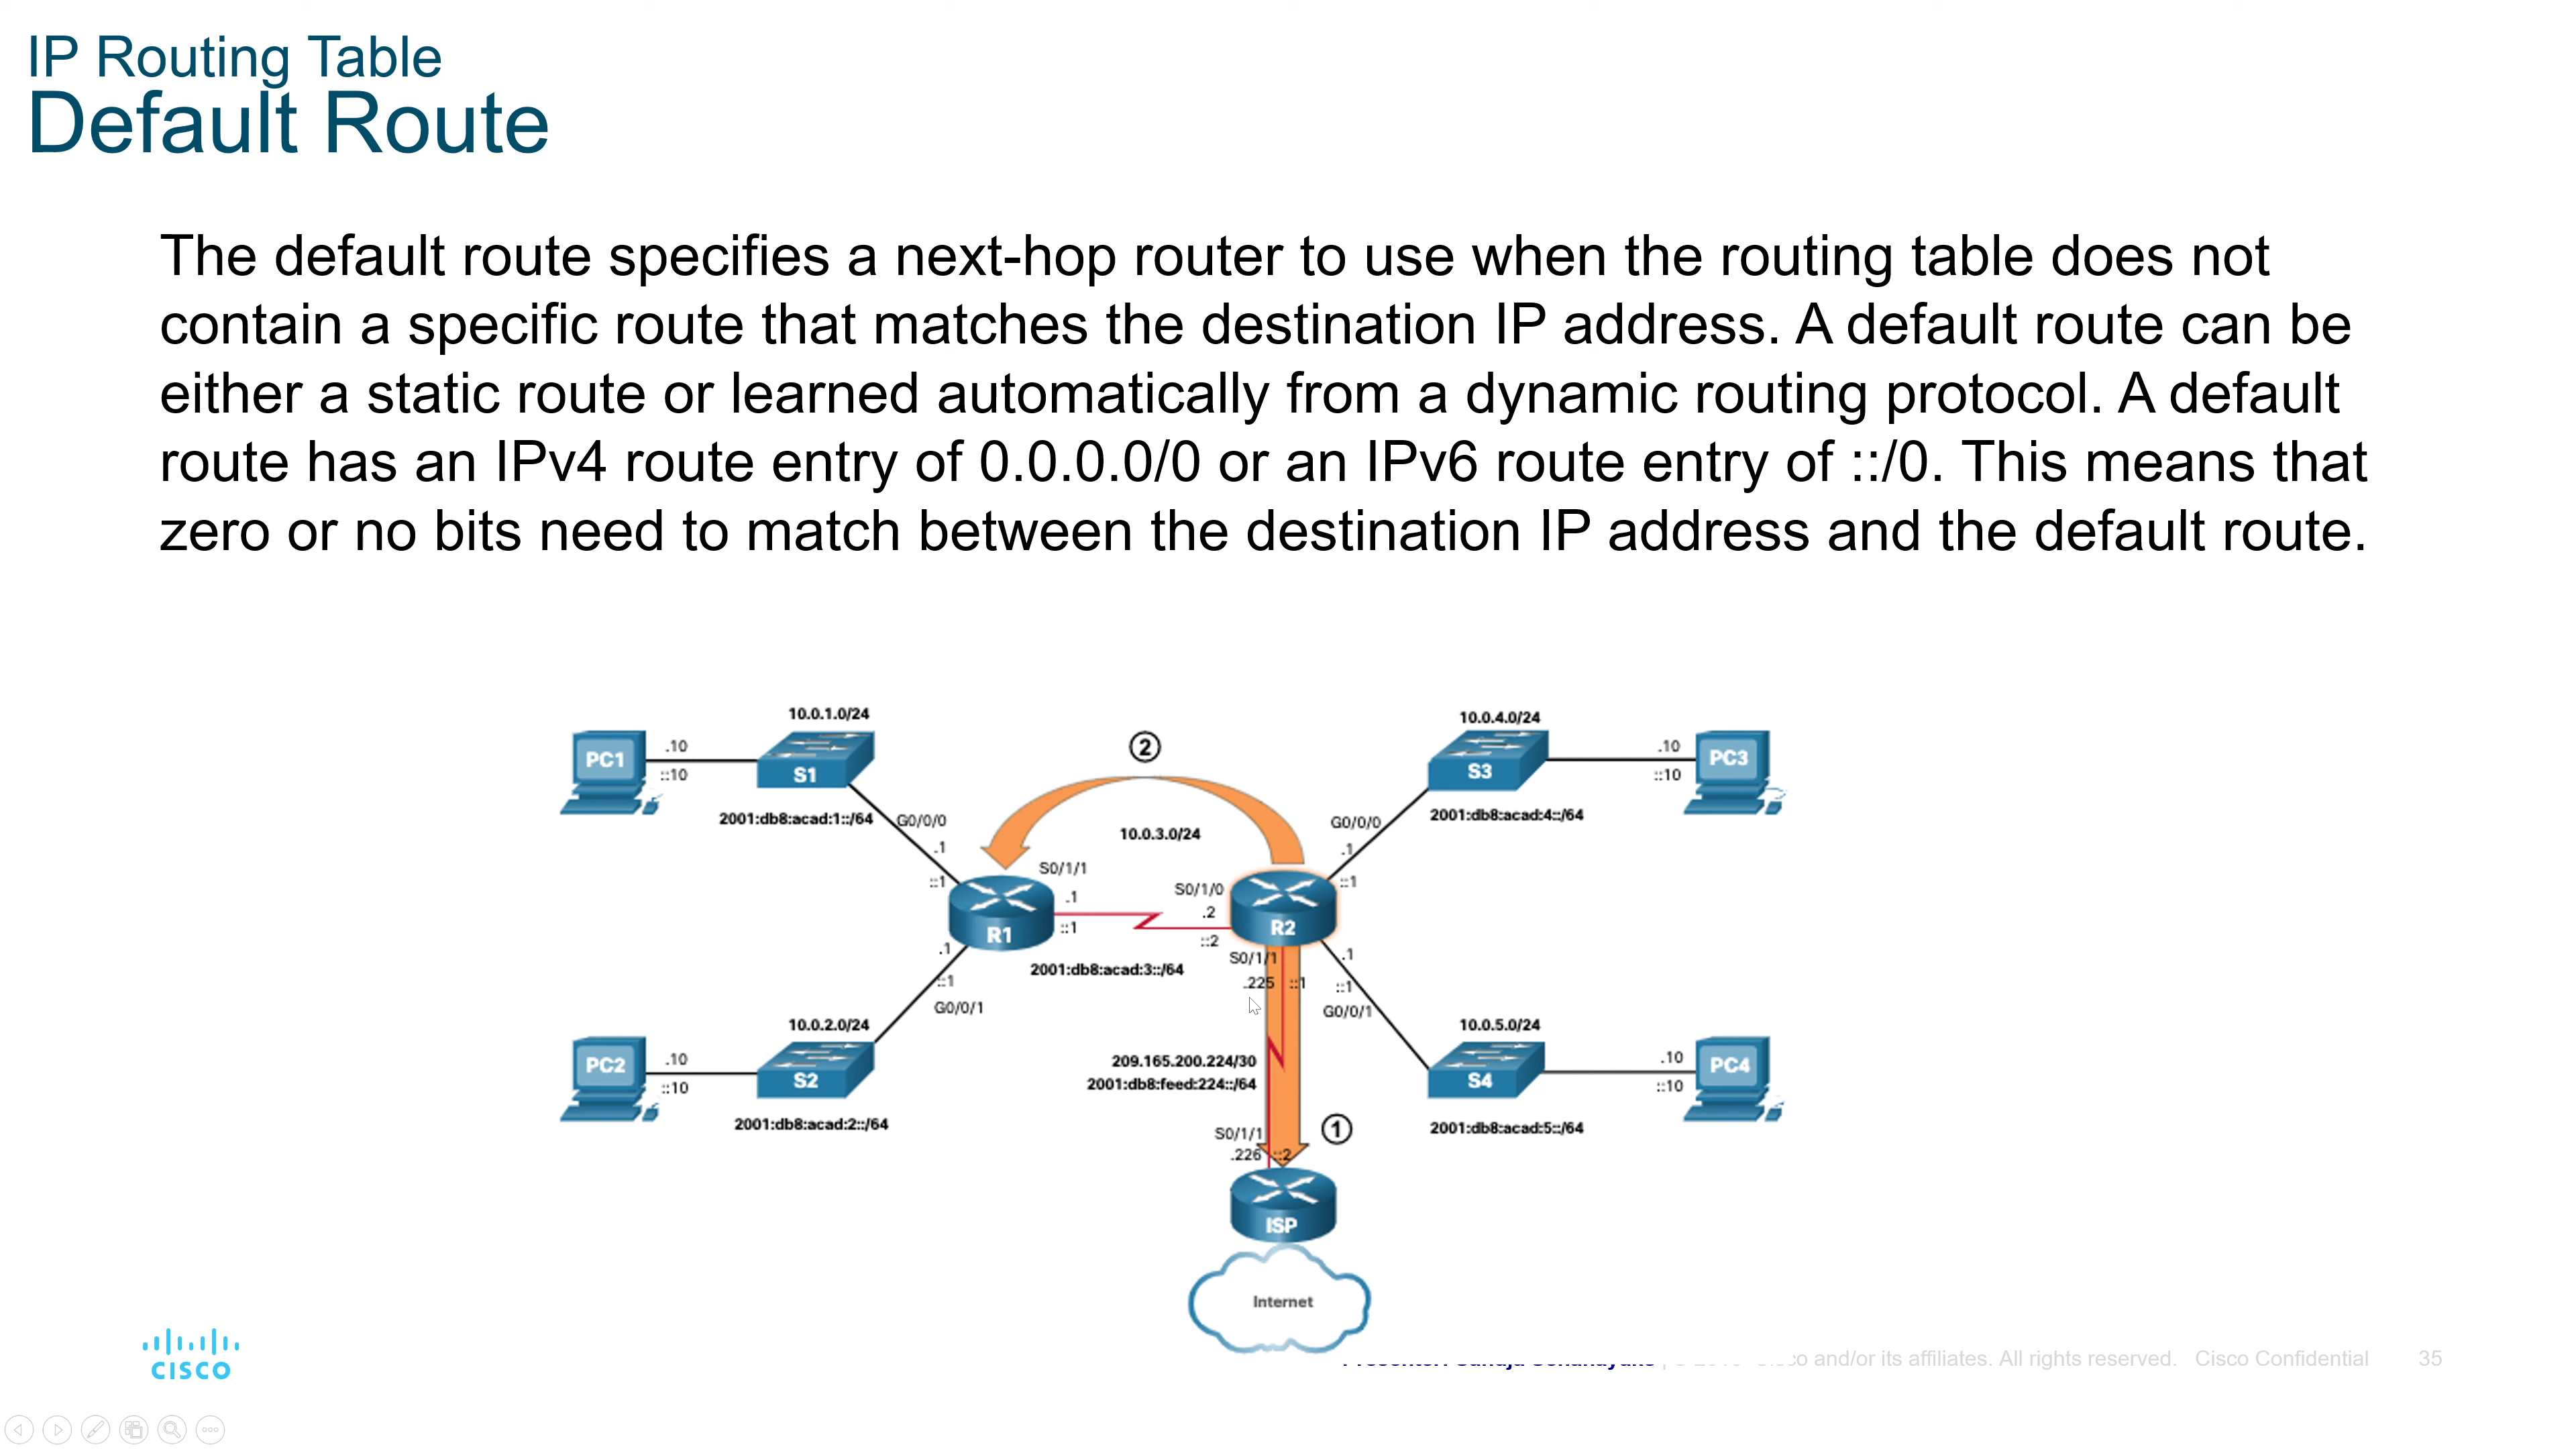 IP Routing Table
Default Route
The default route specifies a next-hop router to use when the routing table does not
contain a specific route that matches the destination IP address. A default route can be
either a static route or learned automatically from a dynamic routing protocol. A default
route has an IPv4 route entry of 0.0.0.0/0 or an IPv6 route entry of ::/0. This means that
zero or no bits need to match between the destination IP address and the default route.
10.0.1.0/24
10.0.4.0/24
2
PC1
.10
::10
S1
S3
.10
::10
PC3
2001:db8:acad:1::/64
G0/0/0
10.0.3.0/24
G0/0/0
2001:db8:acad:4::/64
.1
::1
S0/1/1
.1
::1
R1
S0/1/0
.2
::2
R2
.1
::1
.1
::1
G0/0/1
2001:db8:acad:3::/64
S0/1/1
.225
::1
.1
::1
G0/0/1
10.0.2.0/24
10.0.5.0/24
PC2
.10
::10
S2
209.165.200.224/30
2001:db8:feed:224::/64
S4
.10
::10
PC4
2001:db8:acad:2::/64
2001:db8:acad:5::/64
S0/1/1
.226
::2
1
ISP
Internet
CISCO
and/or its affiliates. All rights reserved. Cisco Confidential
35